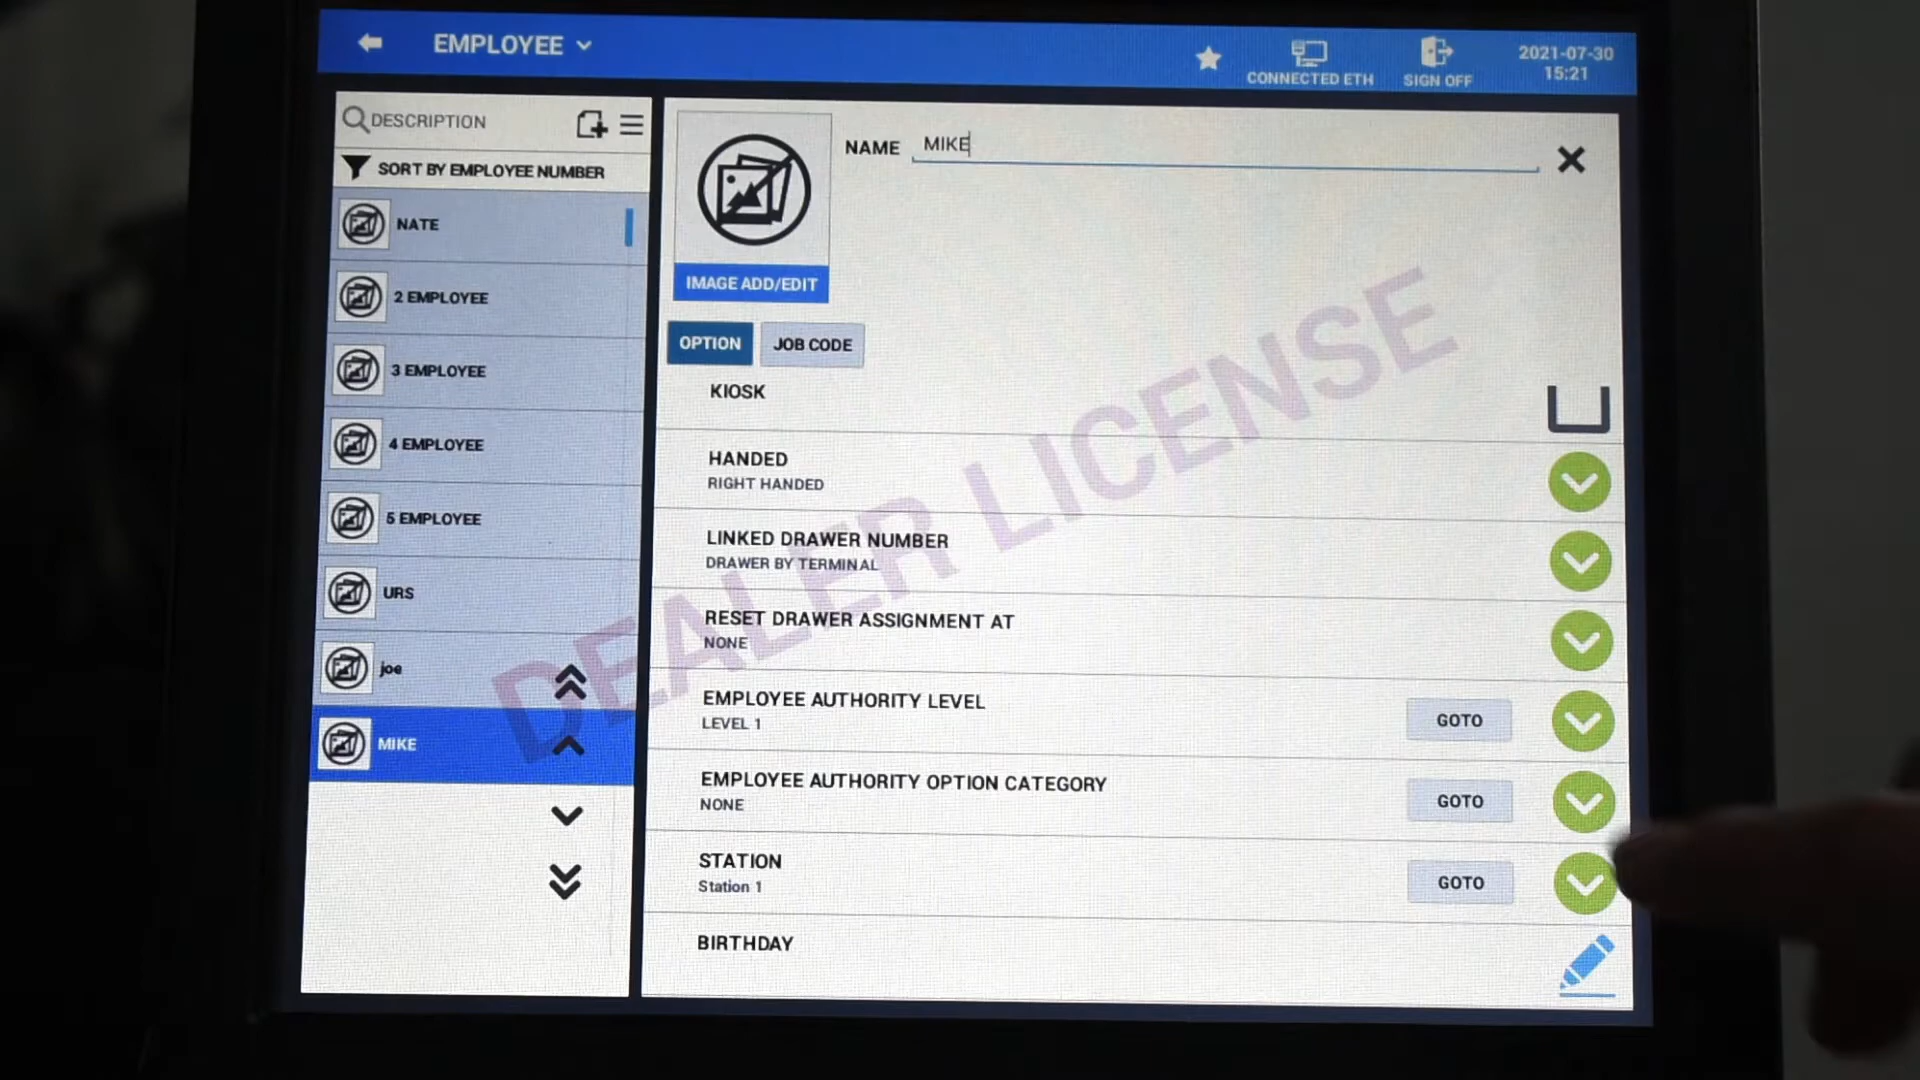 EMPLOYEE
CONNECTED ETH
SIGN OFF
2021-07-30
15:21
DESCRIPTION
SORT BY EMPLOYEE NUMBER
NATE
2 EMPLOYEE
3 EMPLOYEE
4 EMPLOYEE
5 EMPLOYEE
URS
joe
MIKE
NAME MIKE
IMAGE ADD/EDIT
OPTION
JOB CODE
KIOSK
HANDED
RIGHT HANDED
LINKED DRAWER NUMBER
DRAWER BY TERMINAL
RESET DRAWER ASSIGNMENT AT
NONE
EMPLOYEE AUTHORITY LEVEL
LEVEL 1
GOTO
EMPLOYEE AUTHORITY OPTION CATEGORY
NONE
GOTO
STATION
Station 1
GOTO
BIRTHDAY
DEALER LICENSE